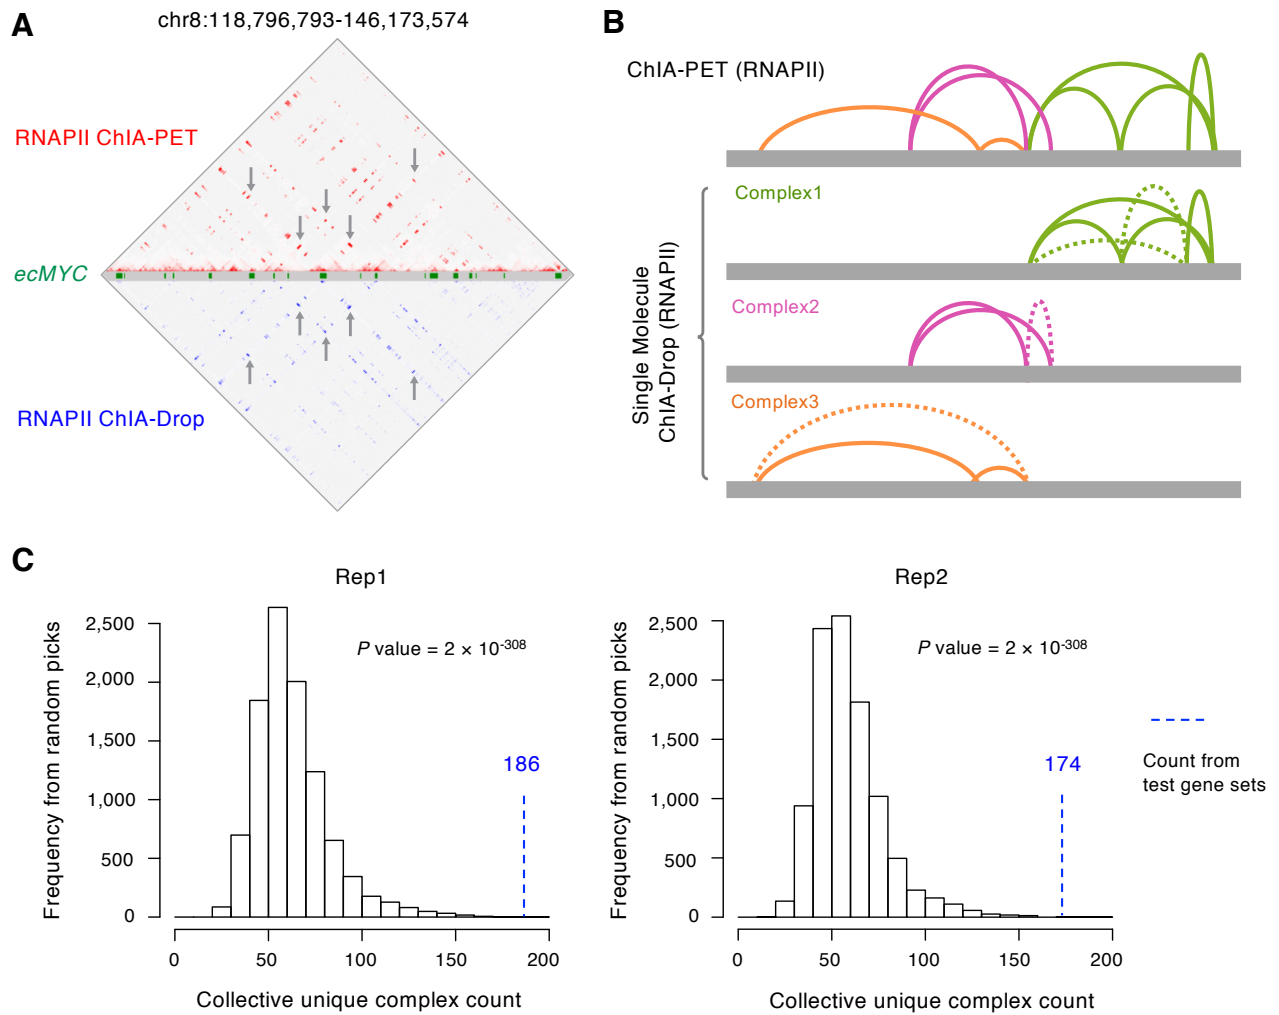 A
chr8:118,796,793-146,173,574
RNAPII ChIA-PET
ecMYC
RNAPII ChIA-Drop
B
ChIA-PET (RNAPII)
Single Molecule
ChIA-Drop (RNAPII)
Complex1
Complex2
Complex3
C
Rep1
Frequency from random picks
2,500
2,000
1,500
1,000
500
0
P value = 2 × 10-308
186
0 50 100 150 200
Collective unique complex count
Rep2
Frequency from random picks
2,500
2,000
1,500
1,000
500
0
P value = 2 × 10-308
174
0 50 100 150 200
Collective unique complex count
Count from
test gene sets